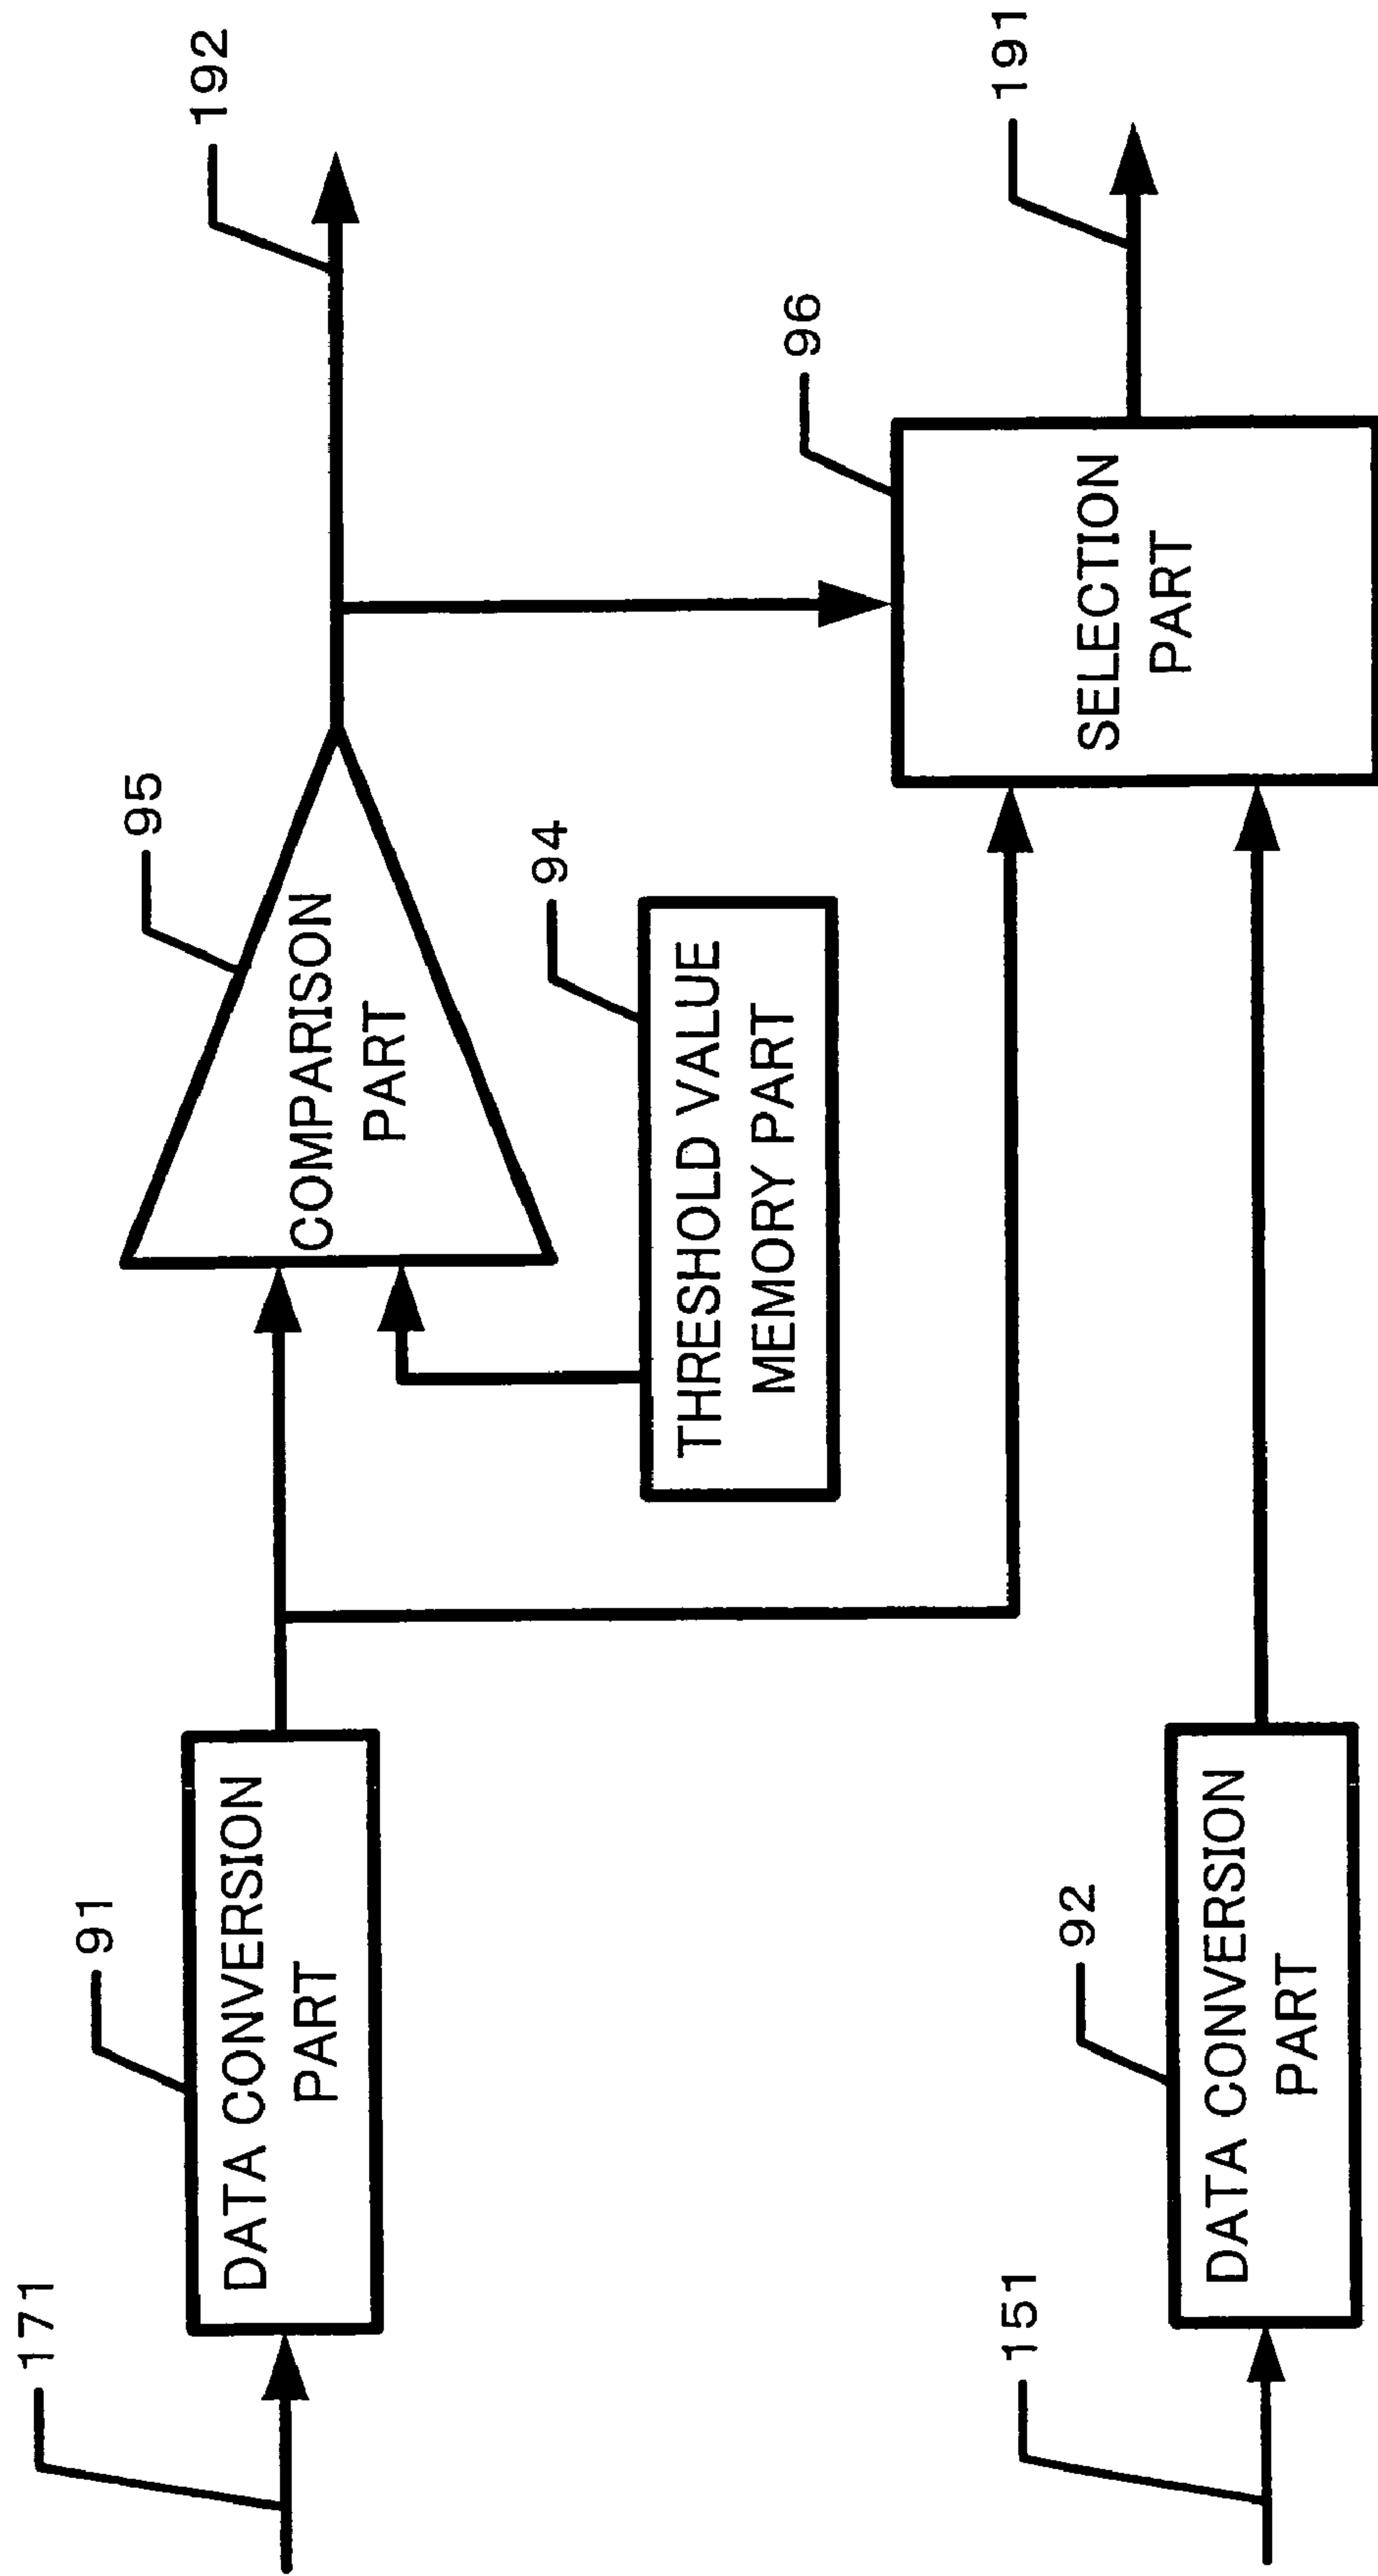 171
91
DATA CONVERSION
PART
95
COMPARISON
PART
192
94
THRESHOLD VALUE
MEMORY PART
96
SELECTION
PART
191
151
92
DATA CONVERSION
PART